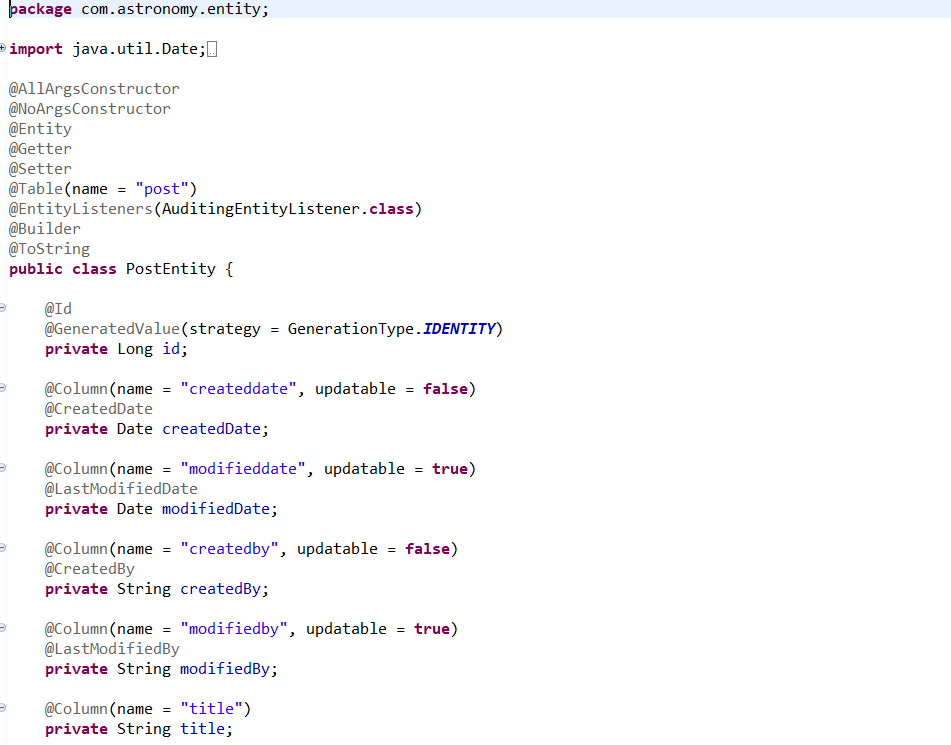 package com.astronomy.entity;
import java.util.Date;
@AllArgsConstructor
@NoArgsConstructor
@Entity
@Getter
@Setter
@Table(name = "post")
@EntityListeners(AuditingEntityListener.class)
@Builder
@ToString
public class PostEntity {
@Id
@GeneratedValue(strategy = GenerationType.IDENTITY)
private Long id;
@Column(name = "createddate", updatable = false)
@CreatedDate
private Date createdDate;
@Column(name = "modifieddate", updatable = true)
@LastModifiedDate
private Date modifiedDate;
@Column(name = "createdby", updatable = false)
@CreatedBy
private String createdBy;
@Column(name = "modifiedby", updatable = true)
@LastModifiedBy
private String modifiedBy;
@Column(name = "title")
private String title;